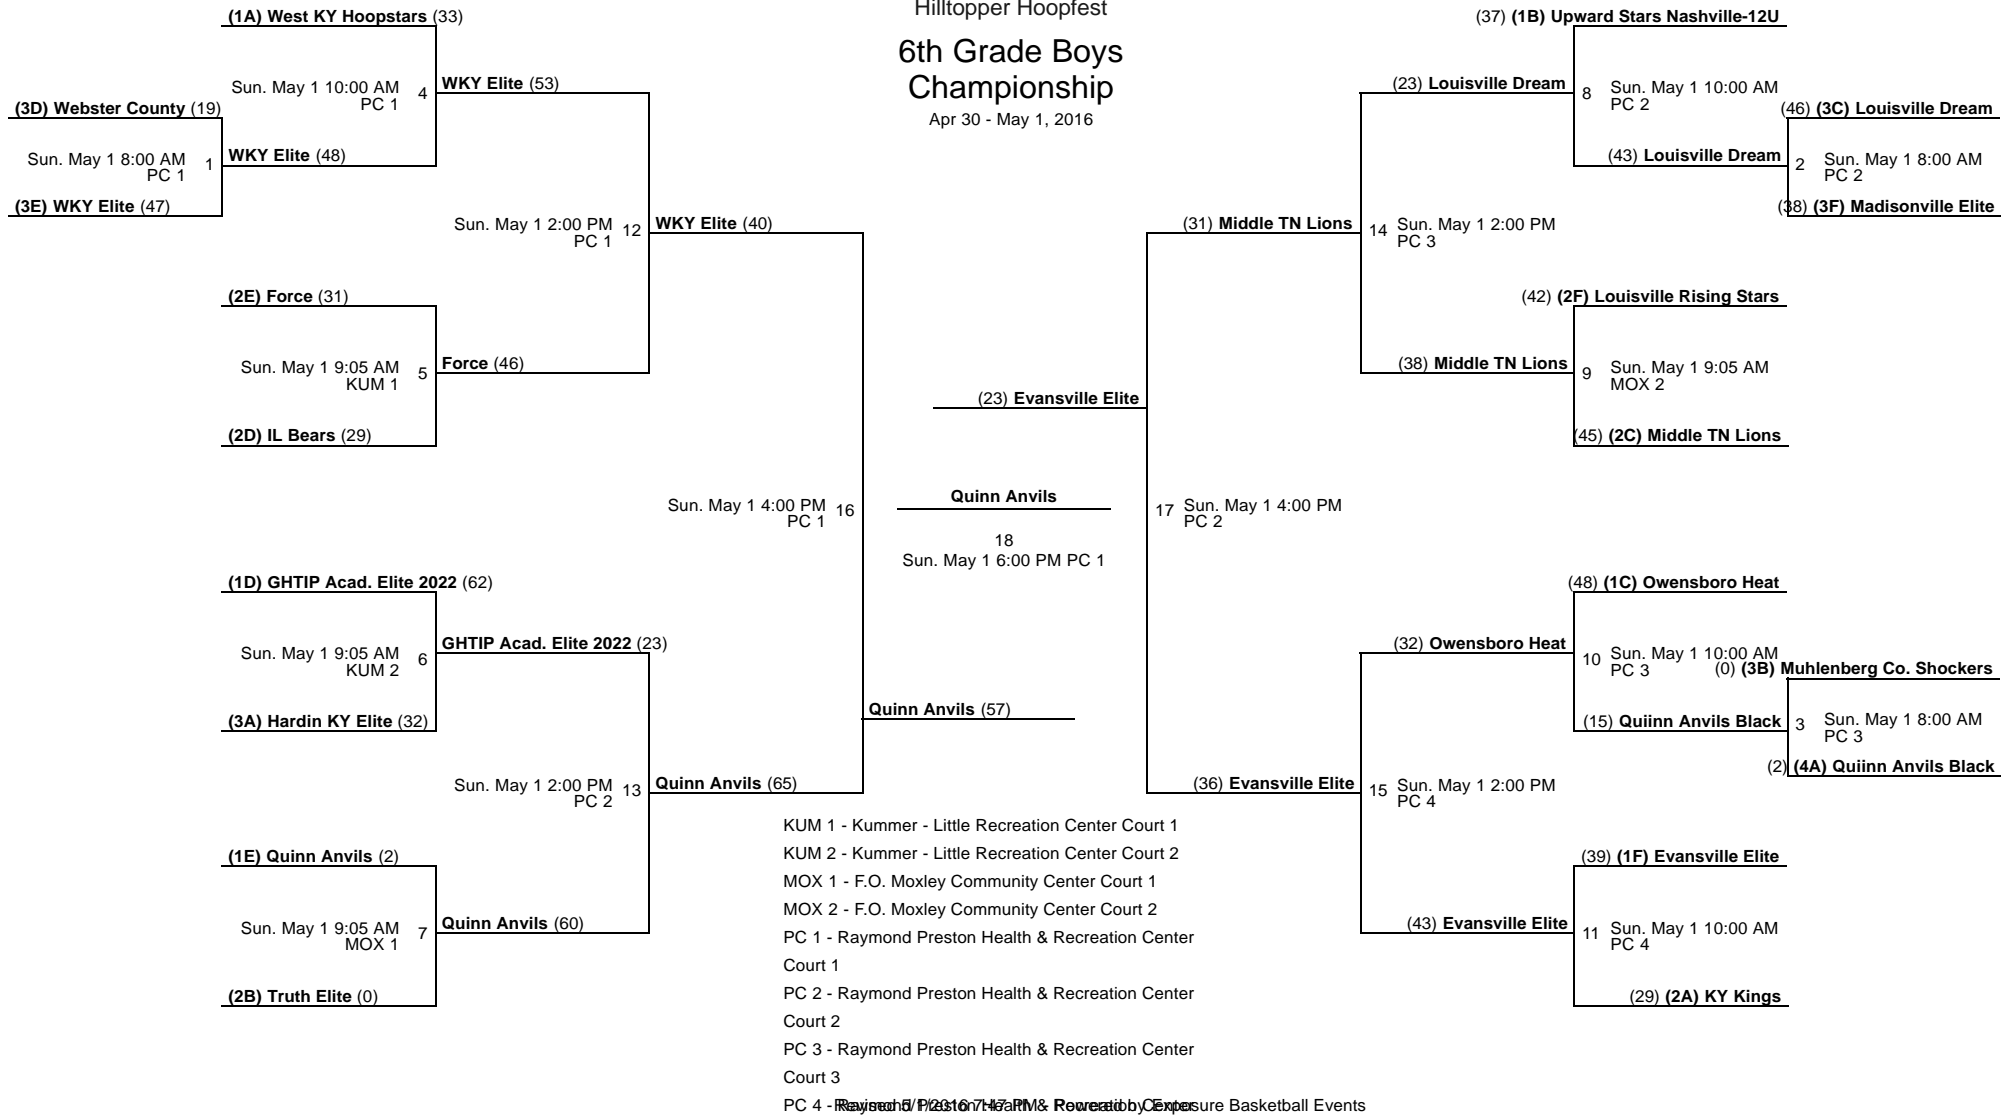 Hilltopper Hoopfest
6th Grade Boys
Championship
Apr 30 - May 1, 2016
(1A) West KY Hoopstars (33)
Sun. May 1 10:00 AM
PC 1
4
WKY Elite (53)
(3D) Webster County (19)
Sun. May 1 8:00 AM
PC 1
1
WKY Elite (48)
(3E) WKY Elite (47)
Sun. May 1 2:00 PM
PC 1
12
WKY Elite (40)
(2E) Force (31)
Sun. May 1 9:05 AM
KUM 1
5
Force (46)
(2D) IL Bears (29)
Sun. May 1 4:00 PM
PC 1
16
(1D) GHTIP Acad. Elite 2022 (62)
Sun. May 1 9:05 AM
KUM 2
6
GHTIP Acad. Elite 2022 (23)
(3A) Hardin KY Elite (32)
Quinn Anvils (57)
Sun. May 1 2:00 PM
PC 2
13
Quinn Anvils (65)
(1E) Quinn Anvils (2)
Sun. May 1 9:05 AM
MOX 1
7
Quinn Anvils (60)
(2B) Truth Elite (0)
(23) Evansville Elite
Quinn Anvils
18
Sun. May 1 6:00 PM PC 1
(37) (1B) Upward Stars Nashville-12U
(23) Louisville Dream
8
Sun. May 1 10:00 AM
PC 2
(46) (3C) Louisville Dream
(43) Louisville Dream
2
Sun. May 1 8:00 AM
PC 2
(38) (3F) Madisonville Elite
(31) Middle TN Lions
14
Sun. May 1 2:00 PM
PC 3
(42) (2F) Louisville Rising Stars
(38) Middle TN Lions
9
Sun. May 1 9:05 AM
MOX 2
(45) (2C) Middle TN Lions
17
Sun. May 1 4:00 PM
PC 2
(48) (1C) Owensboro Heat
(32) Owensboro Heat
10
Sun. May 1 10:00 AM
PC 3
(0) (3B) Muhlenberg Co. Shockers
(15) Quiinn Anvils Black
3
Sun. May 1 8:00 AM
PC 3
(2) (4A) Quiinn Anvils Black
(36) Evansville Elite
15
Sun. May 1 2:00 PM
PC 4
(39) (1F) Evansville Elite
(43) Evansville Elite
11
Sun. May 1 10:00 AM
PC 4
(29) (2A) KY Kings
KUM 1 - Kummer - Little Recreation Center Court 1
KUM 2 - Kummer - Little Recreation Center Court 2
MOX 1 - F.O. Moxley Community Center Court 1
MOX 2 - F.O. Moxley Community Center Court 2
PC 1 - Raymond Preston Health & Recreation Center
Court 1
PC 2 - Raymond Preston Health & Recreation Center
Court 2
PC 3 - Raymond Preston Health & Recreation Center
Court 3
PC 4 - Raymond Preston Health & Recreation Center
Revised 5/1/2016 7:47 PM - Powered by Exposure Basketball Events